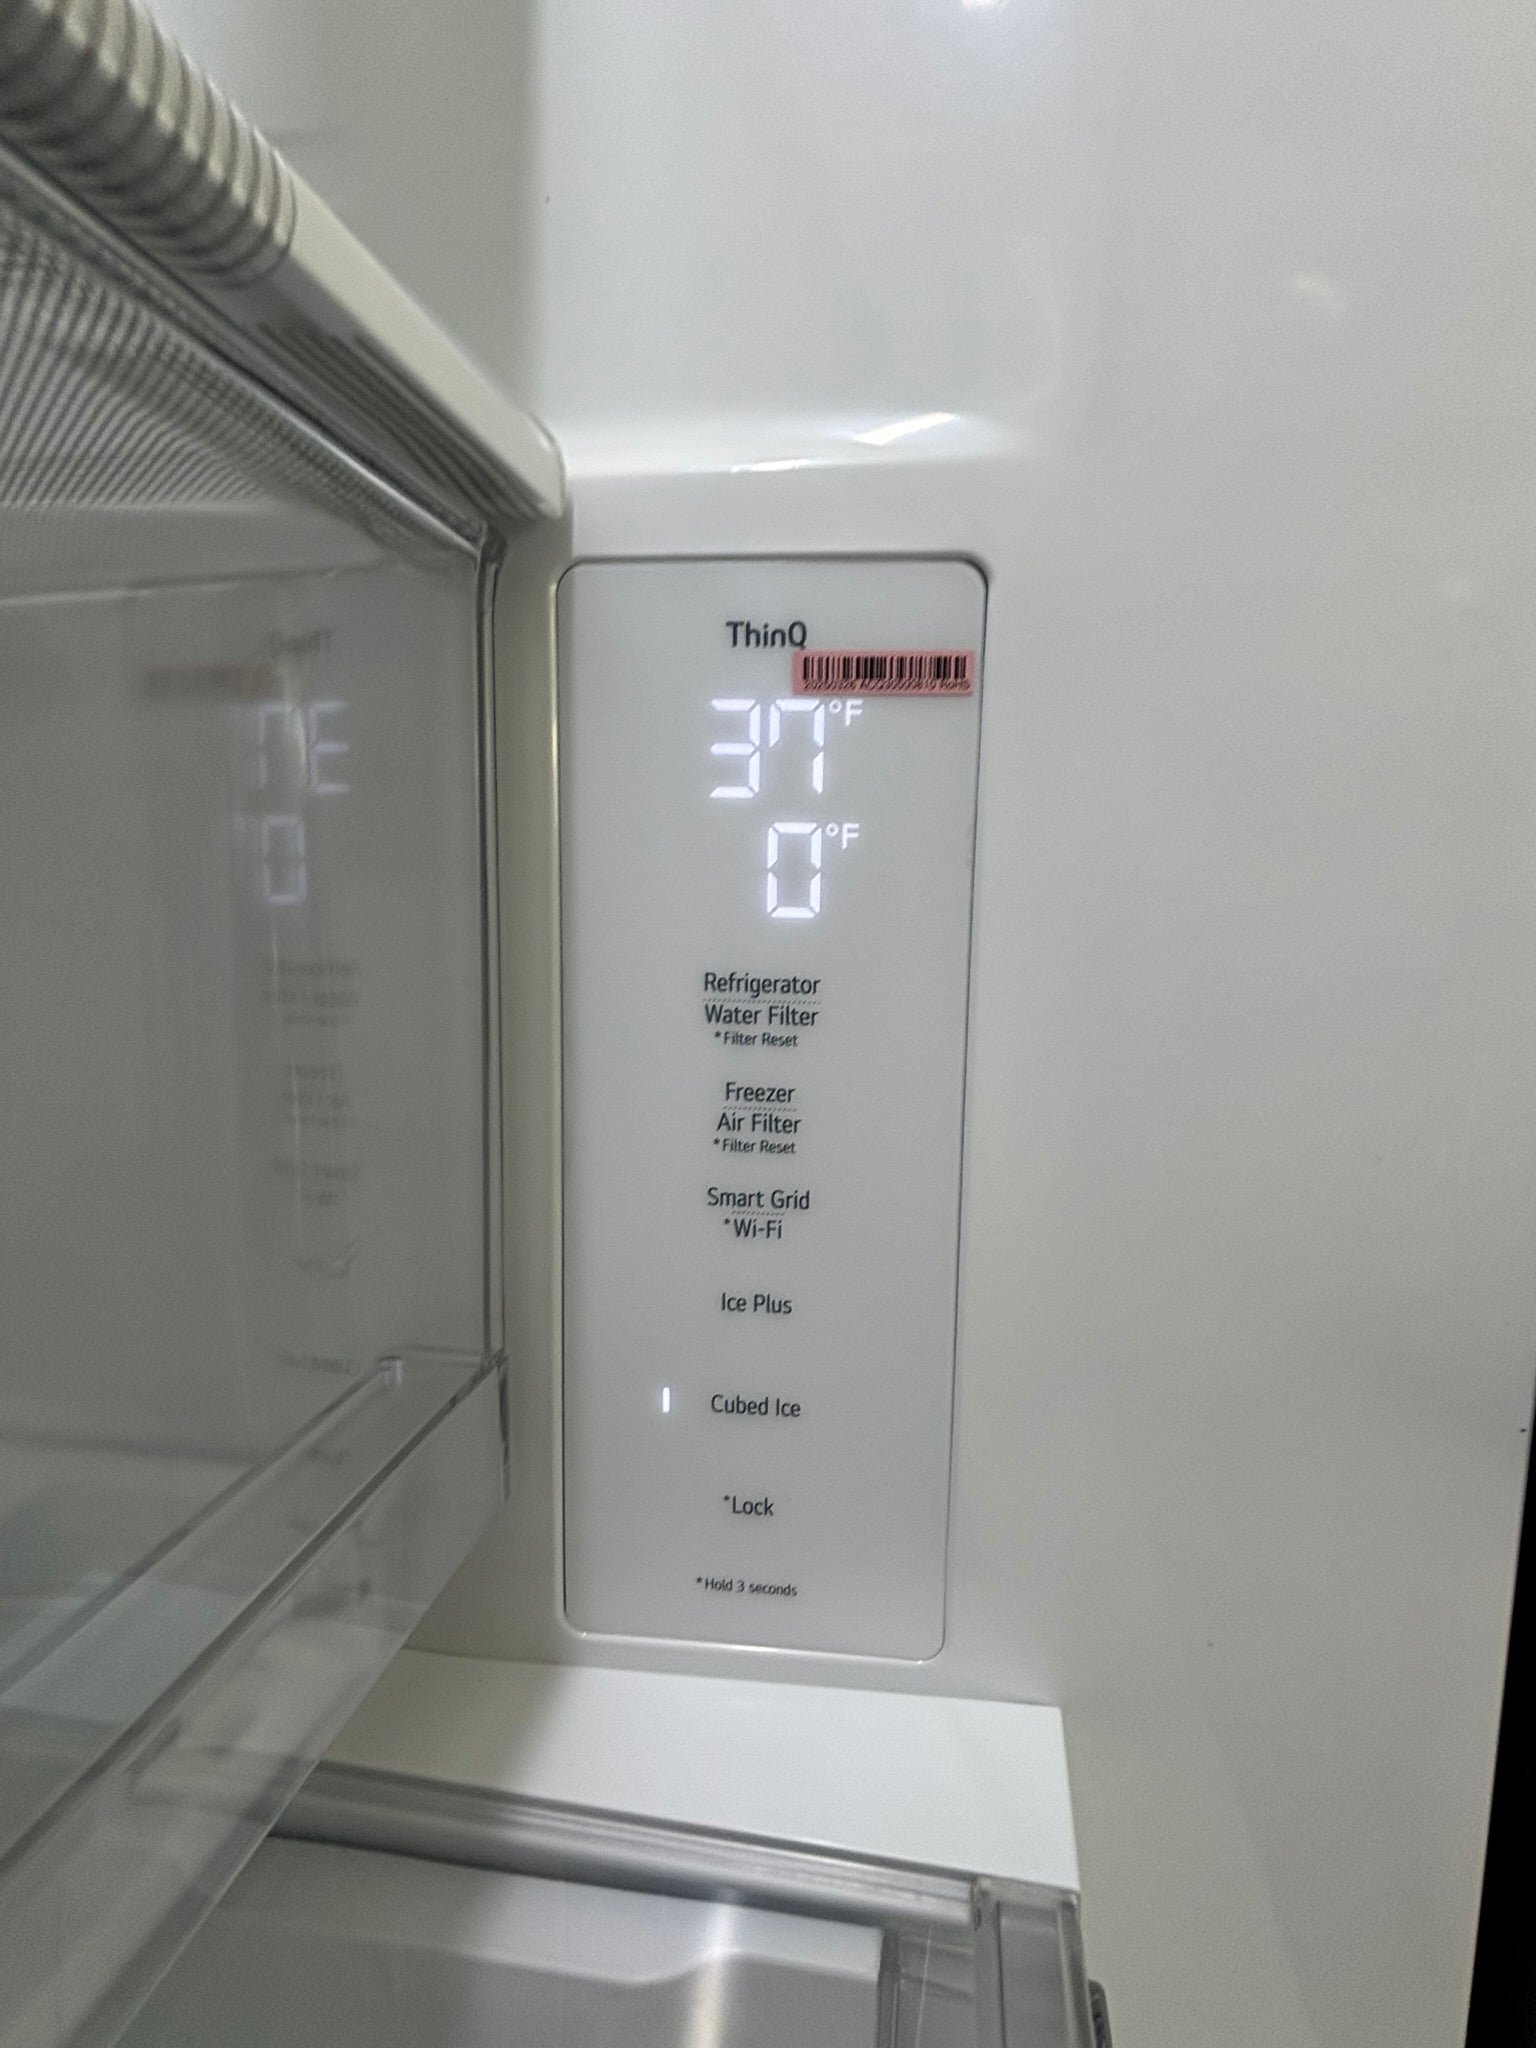 ThinQ
37°F
0°F
Refrigerator
Water Filter
*Filter Reset
Freezer
Air Filter
*Filter Reset
Smart Grid
*Wi-Fi
Ice Plus
Cubed Ice
*Lock
*Hold 3 seconds